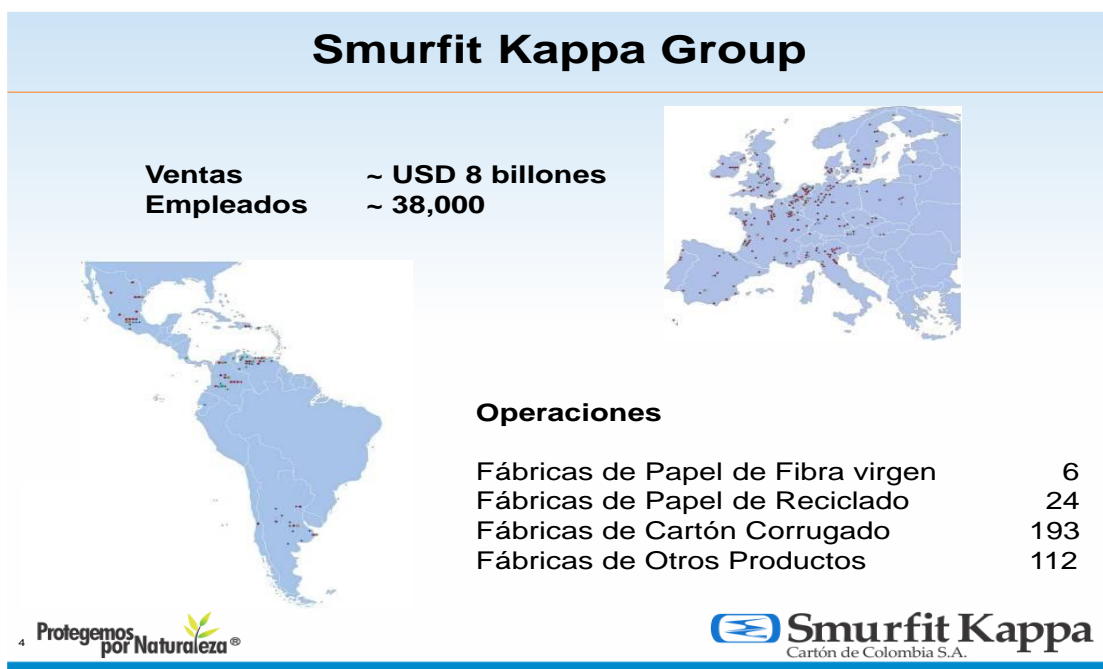 Smurfit Kappa Group
Ventas ~ USD 8 billones
Empleados ~ 38,000
Operaciones
Fábricas de Papel de Fibra virgen 6
Fábricas de Papel de Reciclado 24
Fábricas de Cartón Corrugado 193
Fábricas de Otros Productos 112
4
Protegemos
por Naturaleza ®
Smurfit Kappa
Cartón de Colombia S.A.